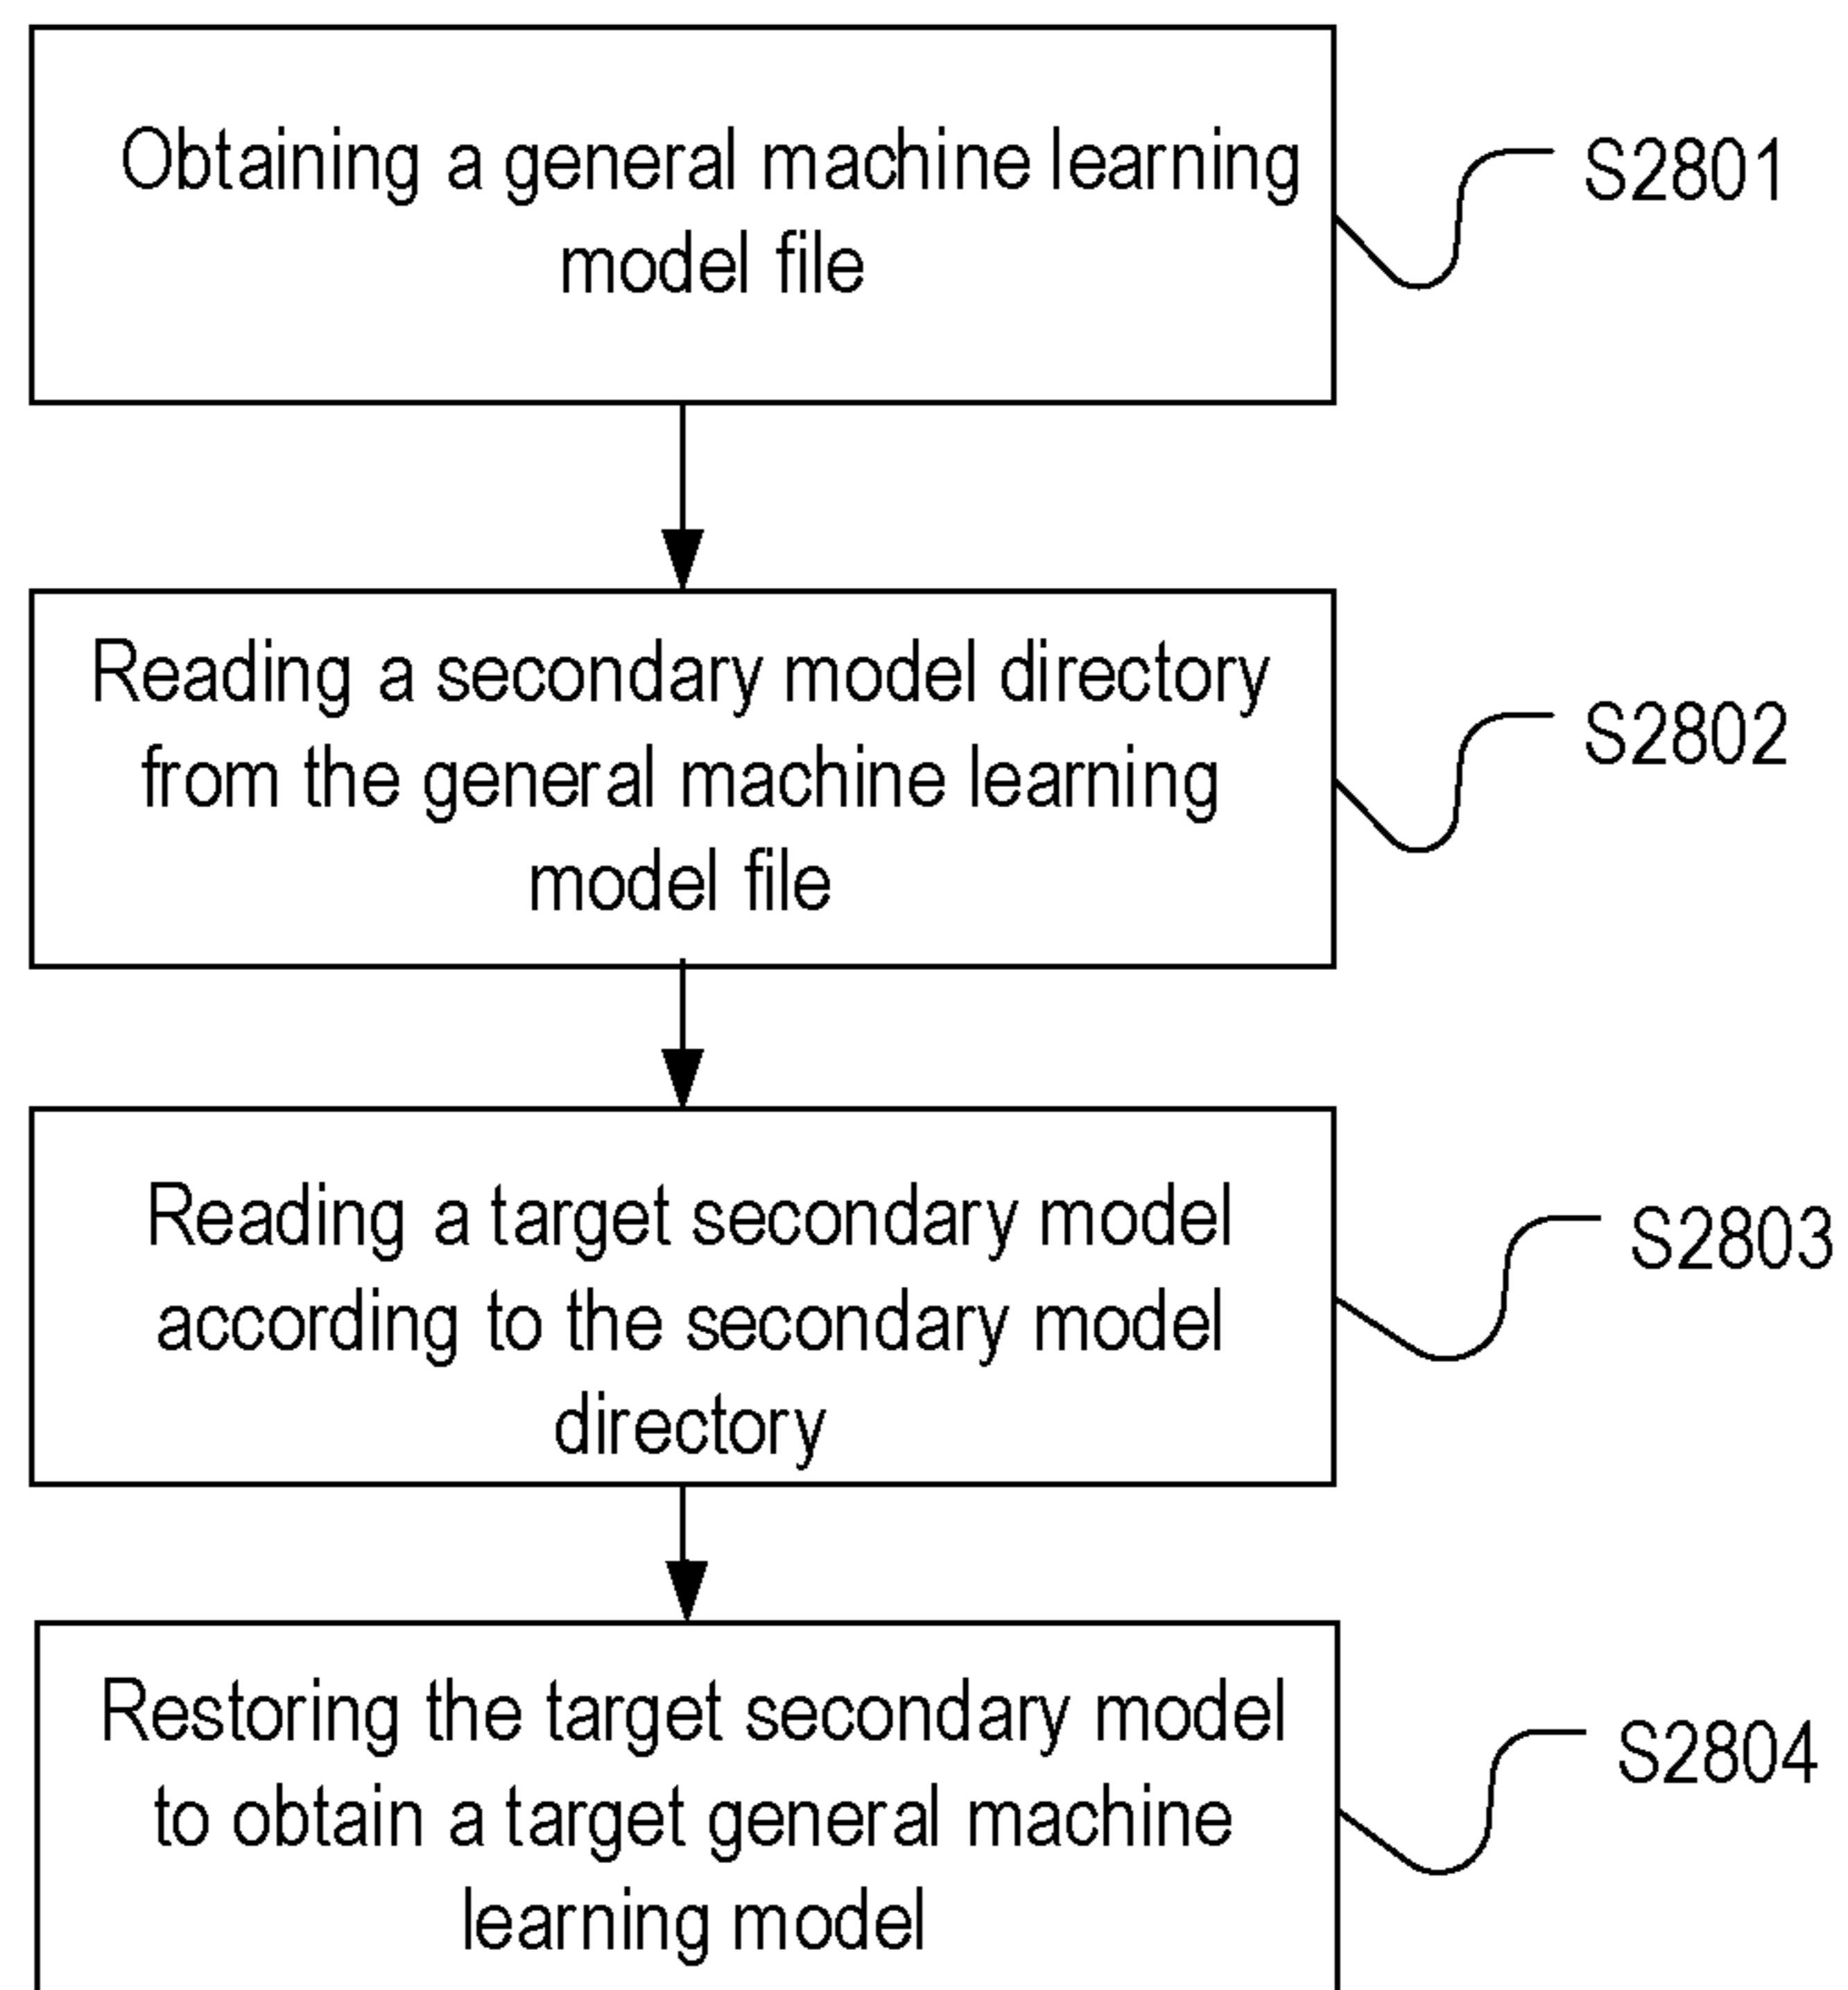 Obtaining a general machine learning
model file
S2801
Reading a secondary model directory
from the general machine learning
model file
S2802
Reading a target secondary model
according to the secondary model
directory
S2803
Restoring the target secondary model
to obtain a target general machine
learning model
S2804